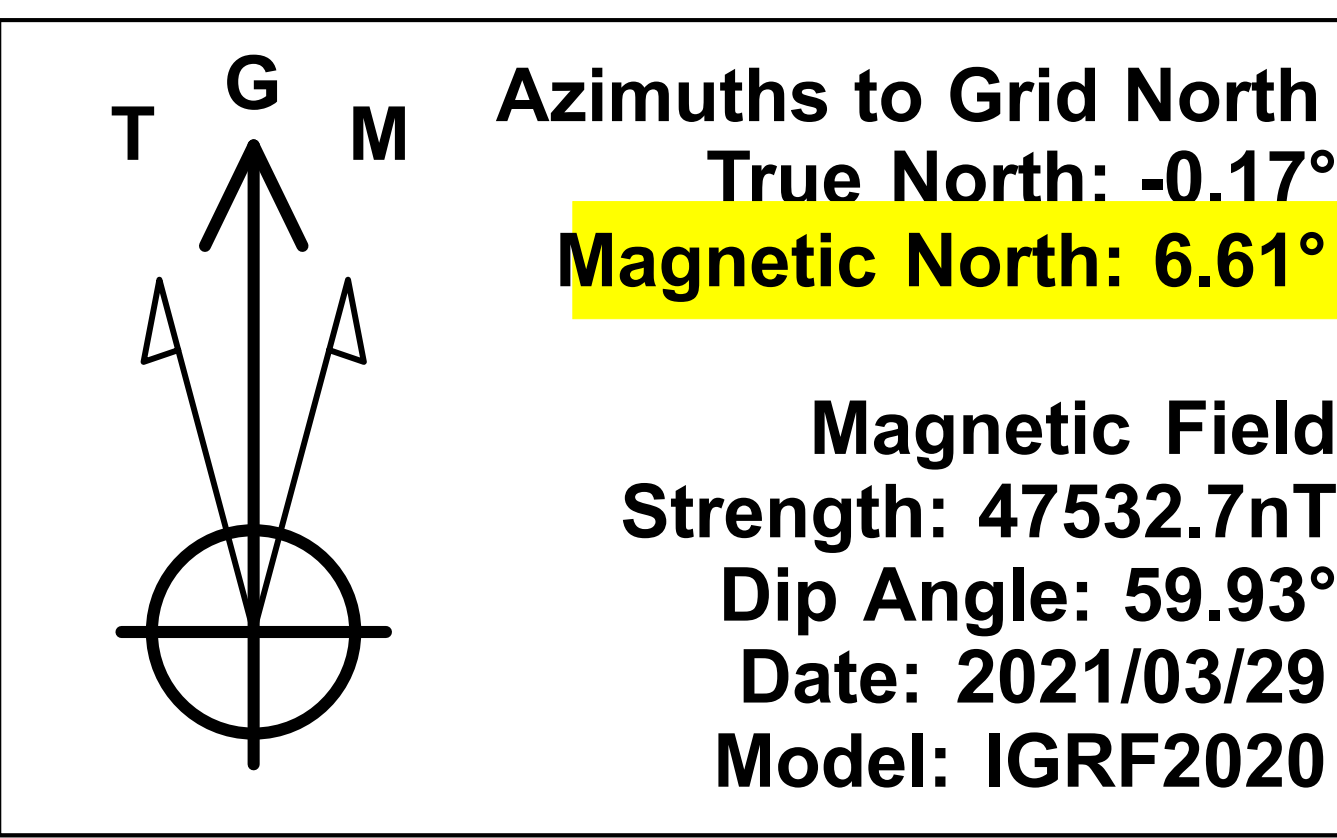 T G M
Azimuths to Grid North
True North: -0.17°
Magnetic North: 6.61°
Magnetic Field
Strength: 47532.7nT
Dip Angle: 59.93°
Date: 2021/03/29
Model: IGRF2020